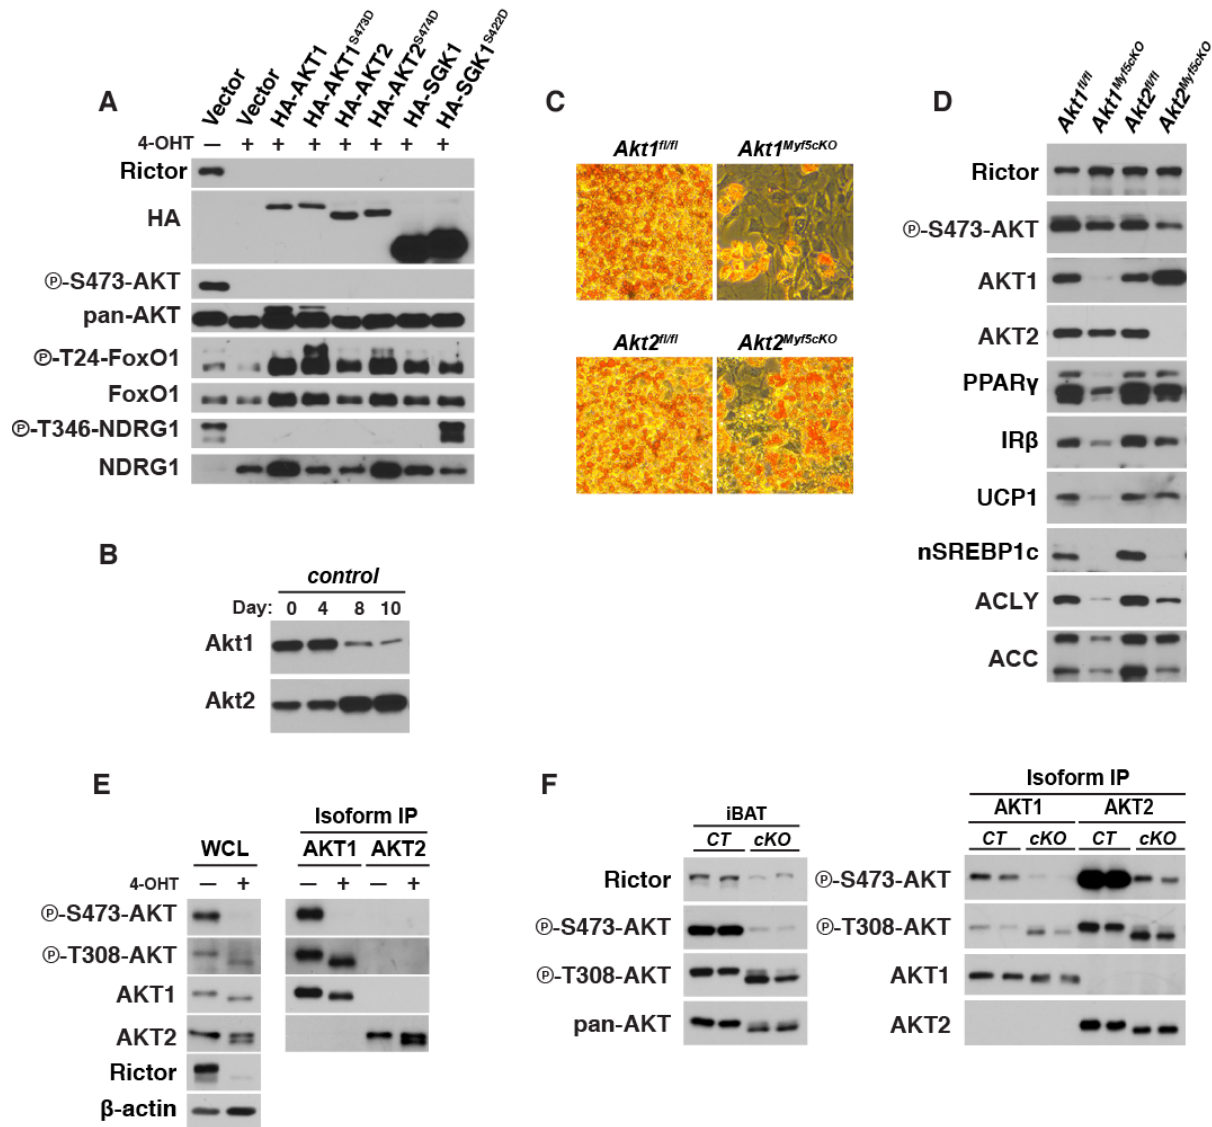 A
Vector
Vector
HA-AKT1
HA-AKT1S473D
HA-AKT2
HA-AKT2S474D
HA-SGK1
HA-SGK1S422D
4-OHT − + + + + + + +
Rictor
HA
Ⓟ-S473-AKT
pan-AKT
Ⓟ-T24-FoxO1
FoxO1
Ⓟ-T346-NDRG1
NDRG1
B
control
Day: 0 4 8 10
Akt1
Akt2
C
Akt1fl/fl Akt1Myf5cKO
Akt2fl/fl Akt2Myf5cKO
D
Akt1fl/fl
Akt1Myf5cKO
Akt2fl/fl
Akt2Myf5cKO
Rictor
Ⓟ-S473-AKT
AKT1
AKT2
PPARγ
IRβ
UCP1
nSREBP1c
ACLY
ACC
E
Isoform IP
WCL AKT1 AKT2
4-OHT − + − + − +
Ⓟ-S473-AKT
Ⓟ-T308-AKT
AKT1
AKT2
Rictor
β-actin
F
iBAT
CT cKO
Rictor
Ⓟ-S473-AKT
Ⓟ-T308-AKT
pan-AKT
Isoform IP
AKT1 AKT2
CT cKO CT cKO
Ⓟ-S473-AKT
Ⓟ-T308-AKT
AKT1
AKT2